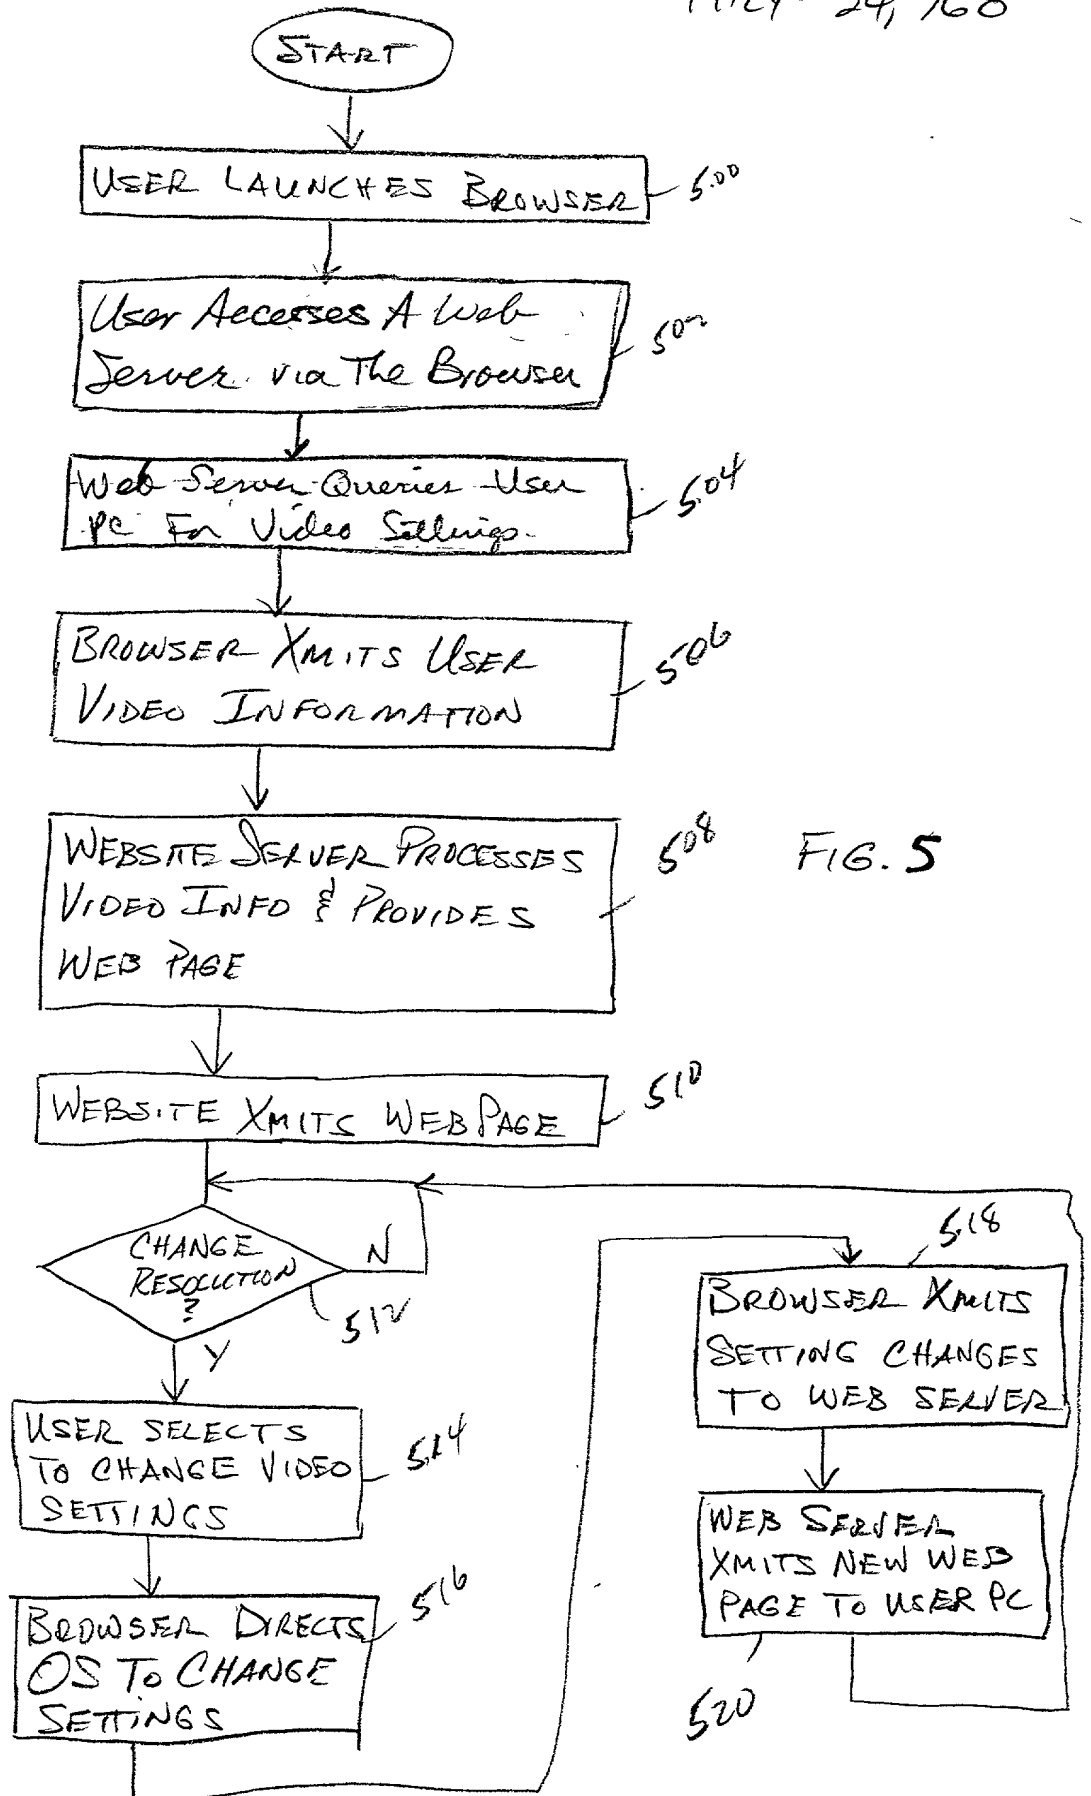 24, 760
START
USER LAUNCHES BROWSER
500
User Accesses A Web
Server via The Browser
502
Web Server Queries User
PC For Video Settings.
504
BROWSER XMITS USER
VIDEO INFORMATION
506
WEBSITE SERVER PROCESSES
VIDEO INFO & PROVIDES
WEB PAGE
508
FIG. 5
WEBSITE XMITS WEB PAGE
510
CHANGE
RESOLUTION
?
N
512
Y
USER SELECTS
TO CHANGE VIDEO
SETTINGS
514
BROWSER DIRECTS
OS TO CHANGE
SETTINGS
516
518
BROWSER XMITS
SETTING CHANGES
TO WEB SERVER
WEB SERVER
XMITS NEW WEB
PAGE TO USER PC
520